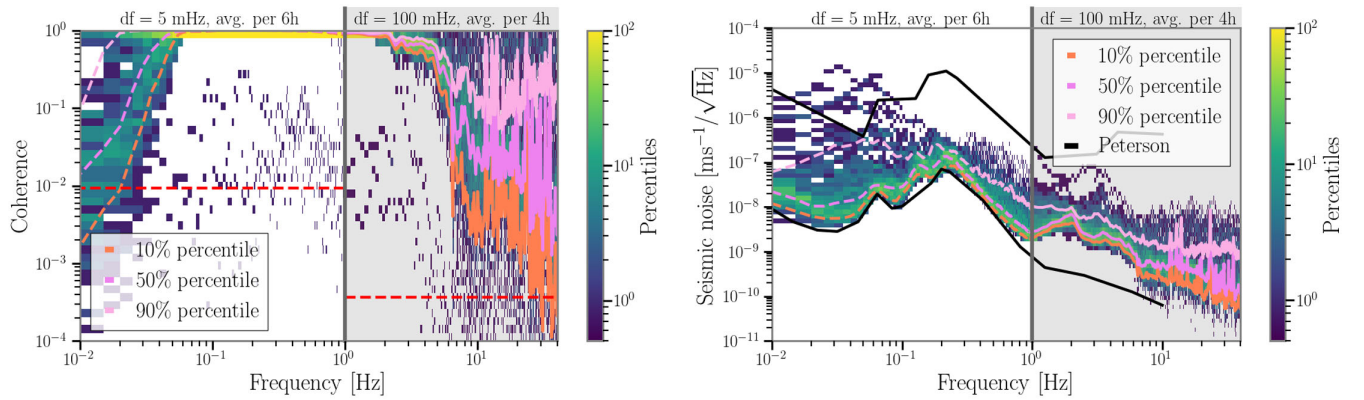 df = 5 mHz, avg. per 6h
df = 100 mHz, avg. per 4h
10^0
10^-1
10^-2
10^-3
10^-4
Coherence
10% percentile
50% percentile
90% percentile
10^-2
10^-1
10^0
10^1
Frequency [Hz]
10^2
10^1
10^0
Percentiles
df = 5 mHz, avg. per 6h
df = 100 mHz, avg. per 4h
10^-4
10^-5
10^-6
10^-7
10^-8
10^-9
10^-10
10^-11
Seismic noise [ms^-1/√Hz]
10% percentile
50% percentile
90% percentile
Peterson
10^-2
10^-1
10^0
10^1
Frequency [Hz]
10^2
10^1
10^0
Percentiles